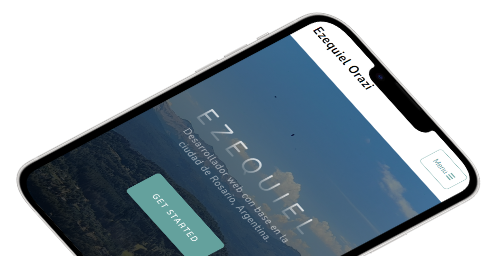 Ezequiel Orazi
Menu
EZEQUIEL
Desarrollador web con base en la
ciudad de Rosario, Argentina.
GET STARTED